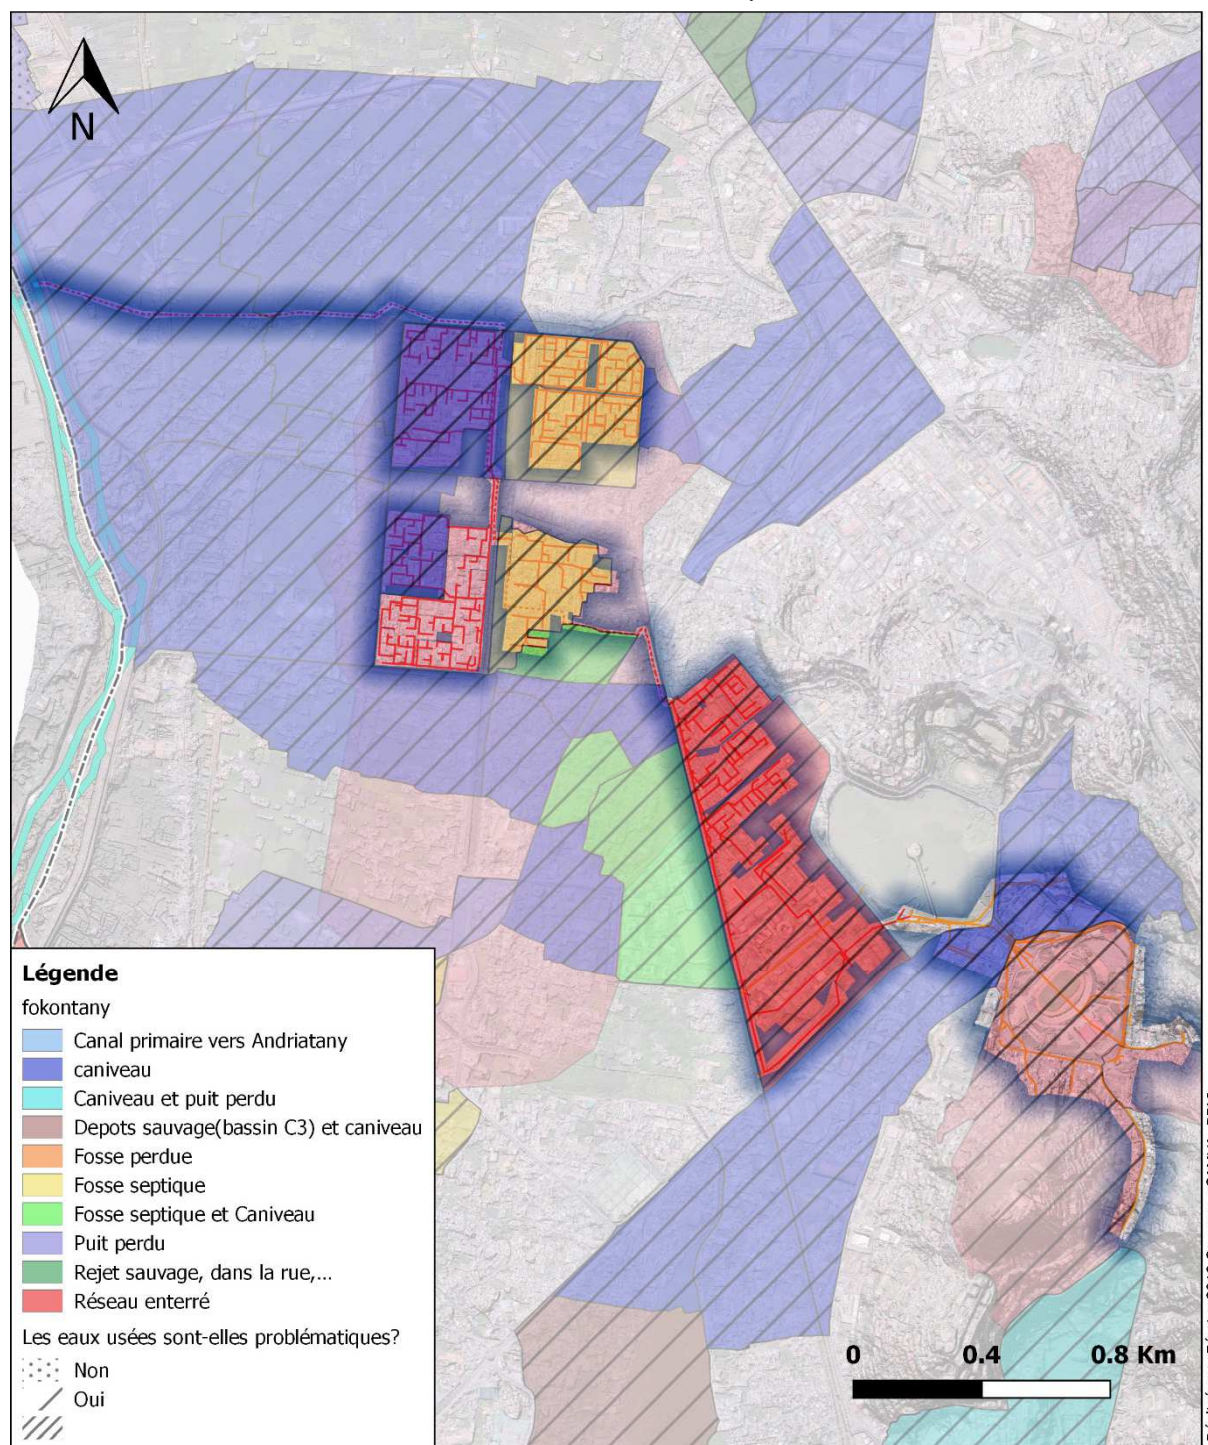 N
Légende
fokontany
Canal primaire vers Andriatany
caniveau
Caniveau et puit perdu
Depots sauvage(bassin C3) et caniveau
Fosse perdue
Fosse septique
Fosse septique et Caniveau
Puit perdu
Rejet sauvage, dans la rue,...
Réseau enterré
Les eaux usées sont-elles problématiques?
Non
Oui
0 0.4 0.8 Km